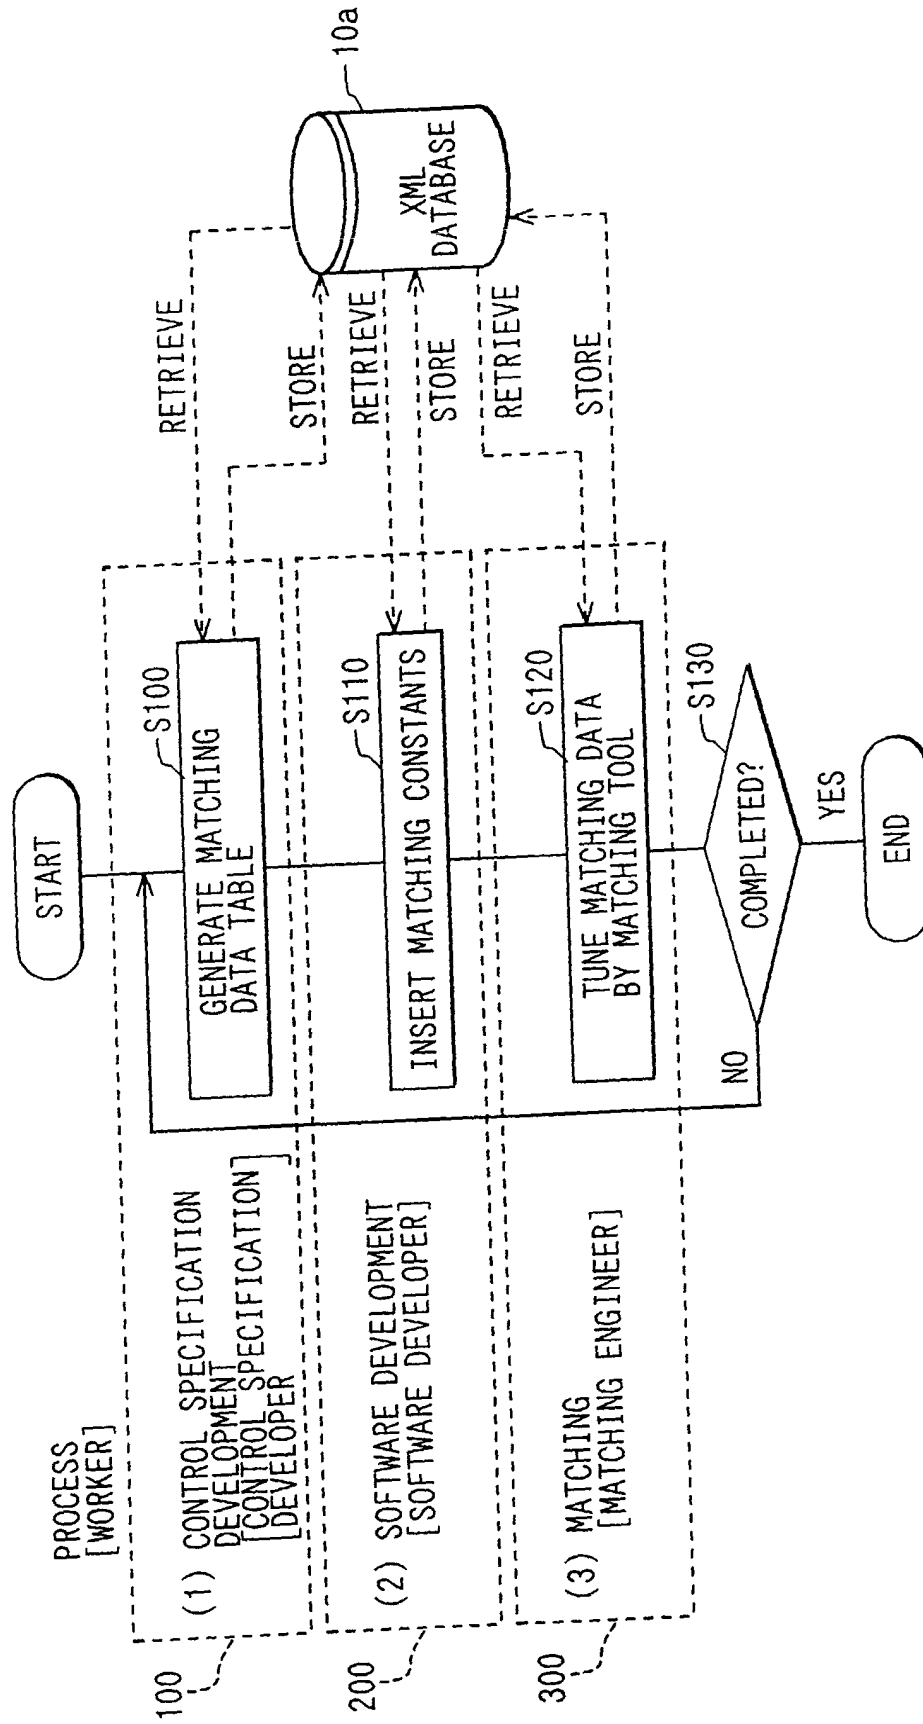 PROCESS
[WORKER]
START
(1) CONTROL SPECIFICATION
DEVELOPMENT
[CONTROL SPECIFICATION]
[DEVELOPER]
100
S100
GENERATE MATCHING
DATA TABLE
RETRIEVE
STORE
(2) SOFTWARE DEVELOPMENT
[SOFTWARE DEVELOPER]
200
S110
INSERT MATCHING CONSTANTS
RETRIEVE
STORE
XML
DATABASE
10a
(3) MATCHING
[MATCHING ENGINEER]
300
S120
TUNE MATCHING DATA
BY MATCHING TOOL
RETRIEVE
STORE
S130
COMPLETED?
NO
YES
END